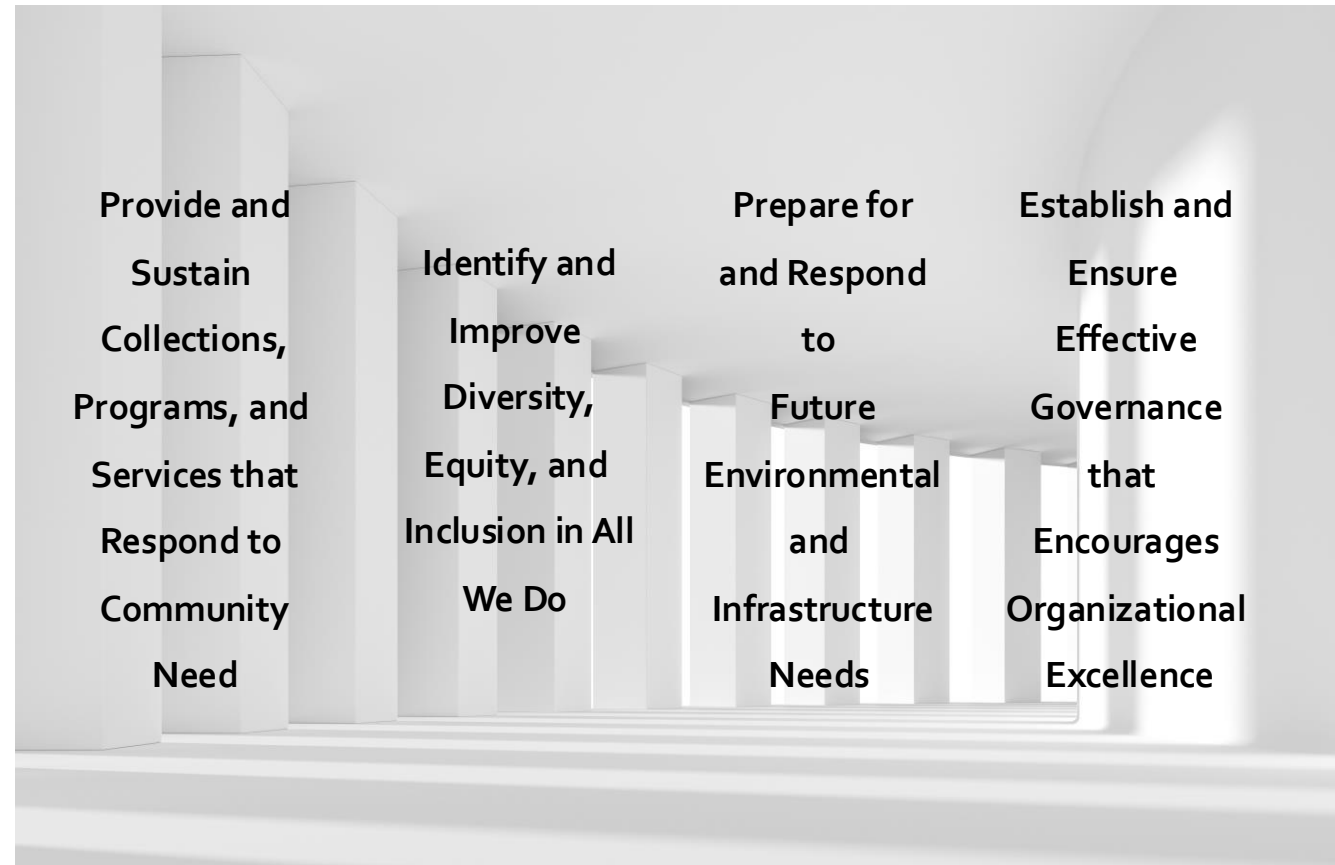 Provide and
Sustain
Collections,
Programs, and
Services that
Respond to
Community
Need
Identify and
Improve
Diversity,
Equity, and
Inclusion in All
We Do
Prepare for
and Respond
to
Future
Environmental
and
Infrastructure
Needs
Establish and
Ensure
Effective
Governance
that
Encourages
Organizational
Excellence